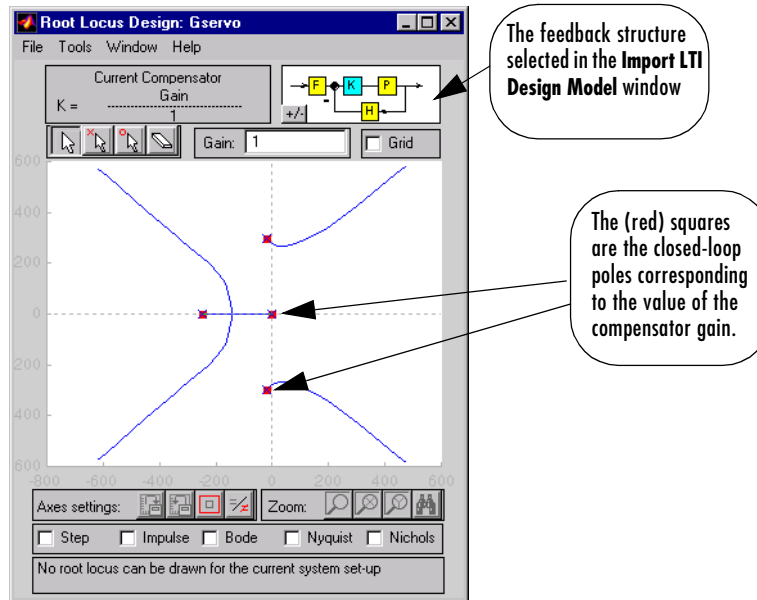 Root Locus Design: Gservo
File Tools Window Help
Current Compensator
Gain
K = ------------------------------
1
F K P
H
+/-
Gain: 1
Grid
The feedback structure
selected in the Import LTI
Design Model window
600
400
200
0
200
400
600
-800 -600 -400 -200 0 200 400 600
The (red) squares
are the closed-loop
poles corresponding
to the value of the
compensator gain.
Axes settings: Zoom:
Step Impulse Bode Nyquist Nichols
No root locus can be drawn for the current system set-up